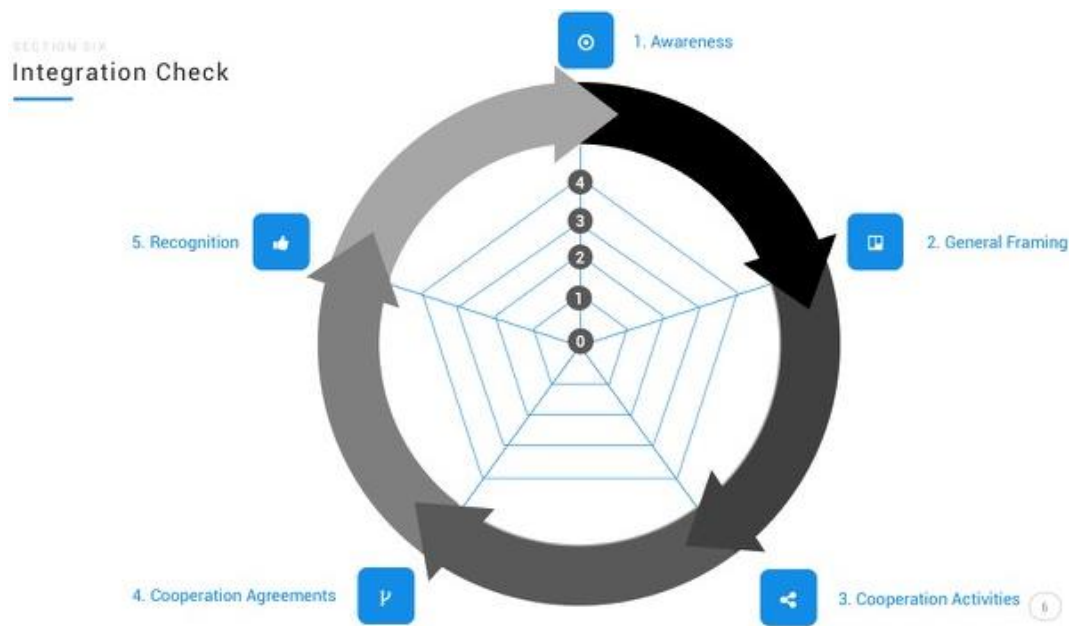 SECTION SIX
Integration Check
1. Awareness
4
3
2
1
0
5. Recognition
2. General Framing
4. Cooperation Agreements
3. Cooperation Activities
6